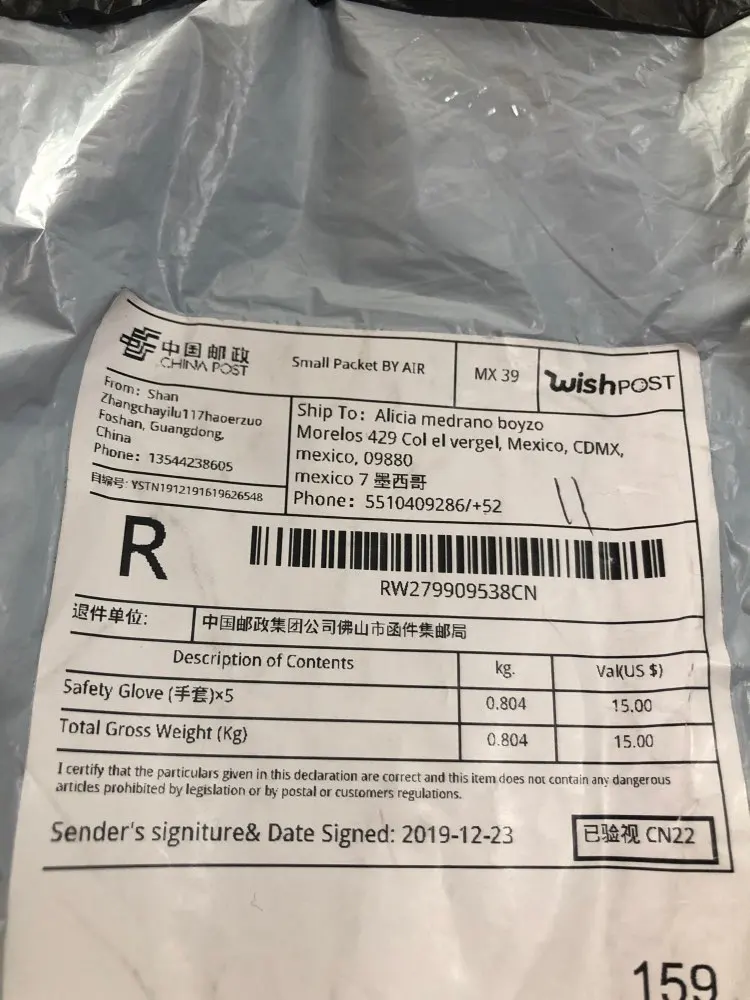 中国邮政
CHINA POST
Small Packet BY AIR
MX 39
wishPOST
From: Shan
Zhangchayilu117haoerzuo
Foshan, Guangdong,
China
Phone: 13544238605
自编号: YSTN1912191619626548
Ship To: Alicia medrano boyzo
Morelos 429 Col el vergel, Mexico, CDMX,
mexico, 09880
mexico 7 墨西哥
Phone: 5510409286/+52
R
RW279909538CN
退件单位:
中国邮政集团公司佛山市函件集邮局
Description of Contents
kg.
Val(US $)
Safety Glove (手套)×5
0.804
15.00
Total Gross Weight (Kg)
0.804
15.00
I certify that the particulars given in this declaration are correct and this item does not contain any dangerous
articles prohibited by legislation or by postal or customers regulations.
Sender's signiture& Date Signed: 2019-12-23
已验视 CN22
159